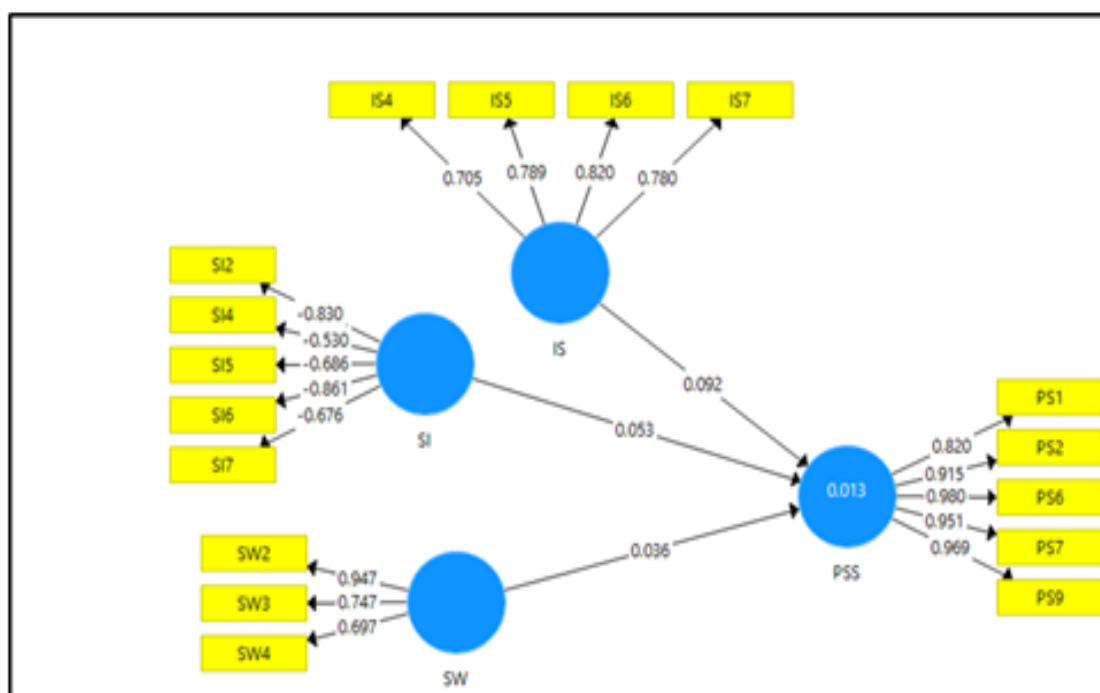 IS4 IS5 IS6 IS7
0.705 0.789 0.820 0.780
IS
SI2
SI4
SI5
SI6
SI7
-0.830
-0.530
-0.686
-0.861
-0.676
SI
0.092
0.053
0.036
SW2
SW3
SW4
0.947
0.747
0.697
SW
0.013
PSS
0.820
0.915
0.980
0.951
0.969
PS1
PS2
PS6
PS7
PS9